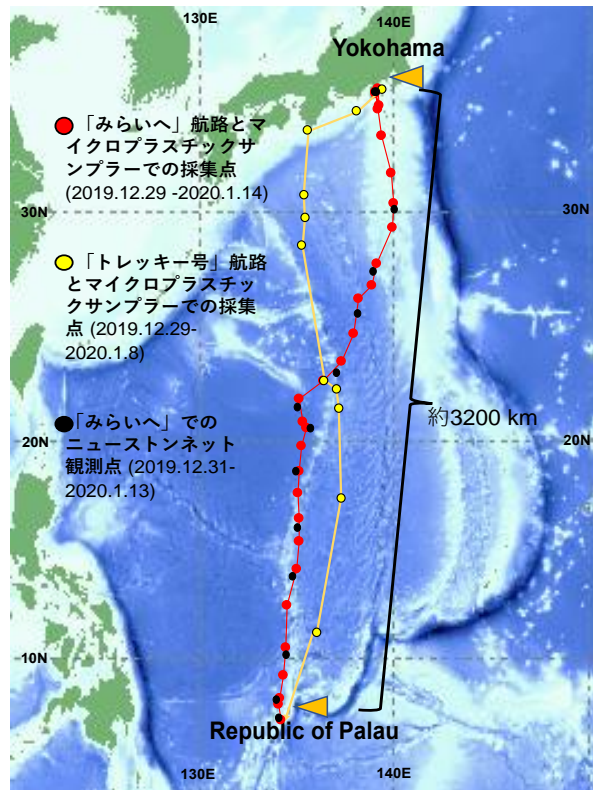 130E
140E
Yokohama
「みらいへ」航路とマ
イクロプラスチックサ
ンプラーでの採集点
(2019.12.29 -2020.1.14)
30N
30N
「トレッキー号」航路
とマイクロプラスチッ
クサンプラーでの採集
点 (2019.12.29-
2020.1.8)
約3200 km
「みらいへ」での
ニューストンネット
観測点 (2019.12.31-
2020.1.13)
20N
20N
10N
10N
Republic of Palau
130E
140E